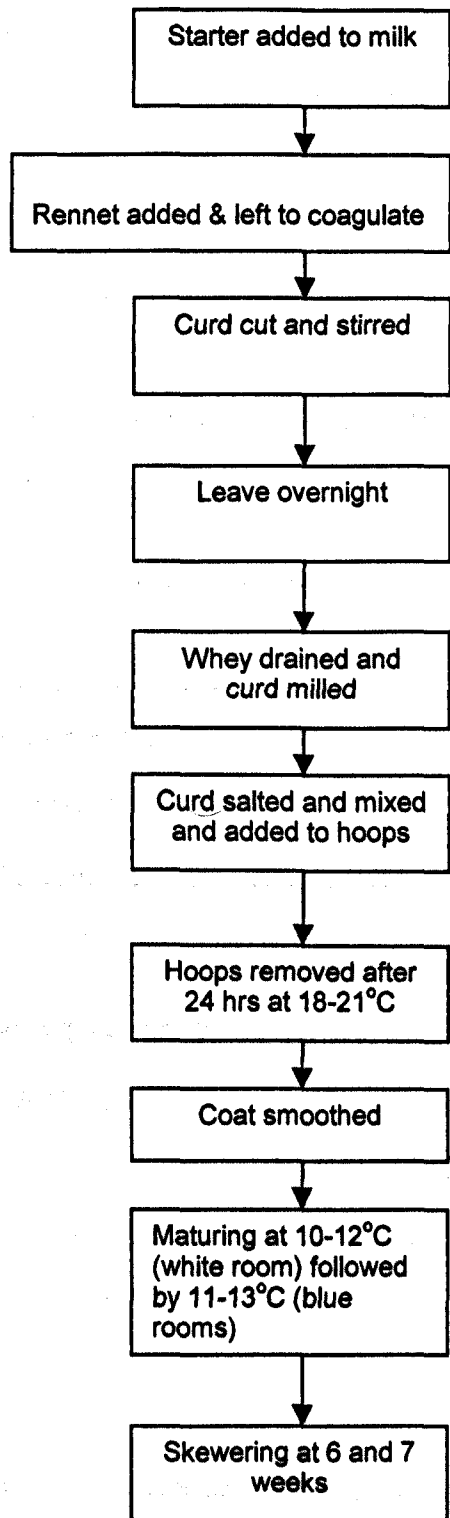 Starter added to milk
Rennet added & left to coagulate
Curd cut and stirred
Leave overnight
Whey drained and
curd milled
Curd salted and mixed
and added to hoops
Hoops removed after
24 hrs at 18-21°C
Coat smoothed
Maturing at 10-12°C
(white room) followed
by 11-13°C (blue
rooms)
Skewering at 6 and 7
weeks